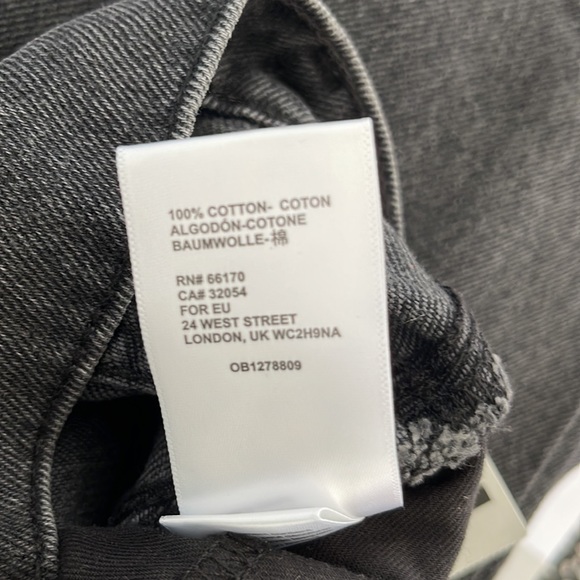 100% COTTON- COTON
ALGODÓN-COTONE
BAUMWOLLE-棉
RN# 66170
CA# 32054
FOR EU
24 WEST STREET
LONDON, UK WC2H9NA
OB1278809